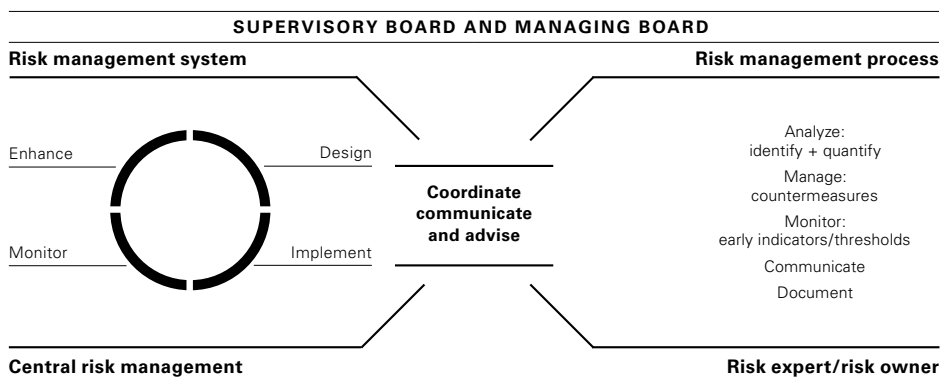 SUPERVISORY BOARD AND MANAGING BOARD
Risk management system
Risk management process
Enhance
Design
Monitor
Implement
Coordinate
communicate
and advise
Analyze:
identify + quantify
Manage:
countermeasures
Monitor:
early indicators/thresholds
Communicate
Document
Central risk management
Risk expert/risk owner